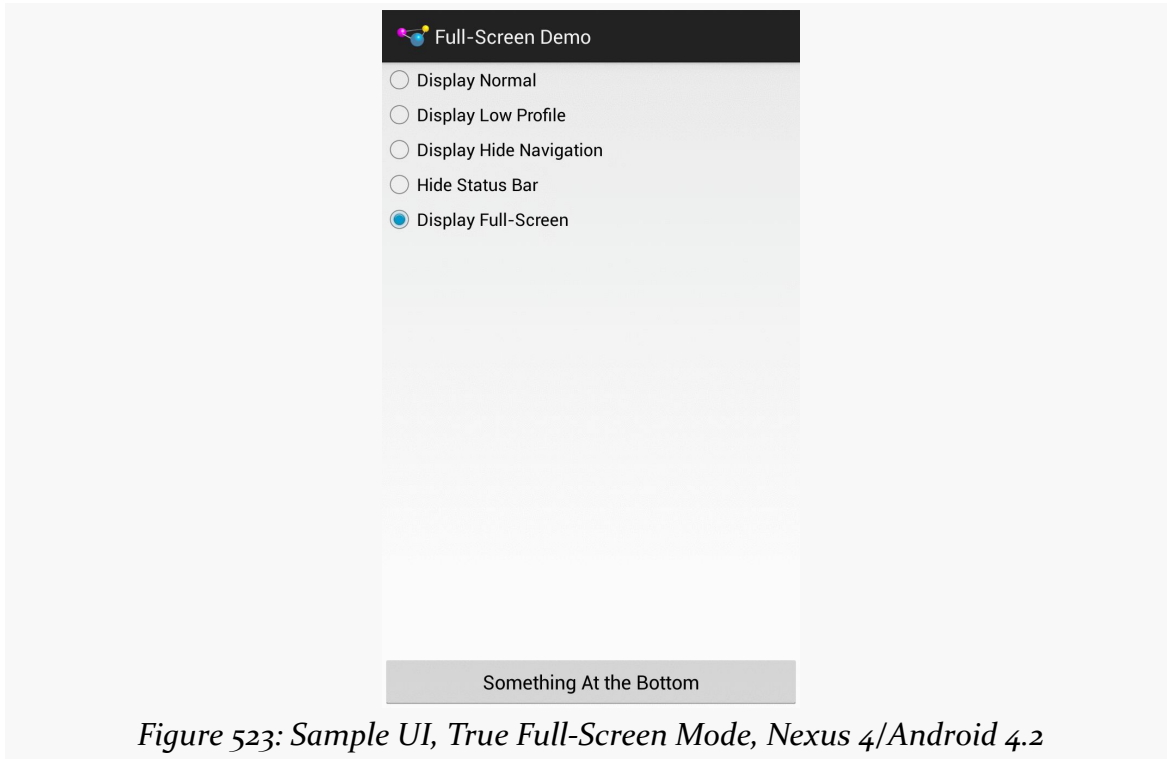 Full-Screen Demo
Display Normal
Display Low Profile
Display Hide Navigation
Hide Status Bar
Display Full-Screen
Something At the Bottom
Figure 523: Sample UI, True Full-Screen Mode, Nexus 4/Android 4.2